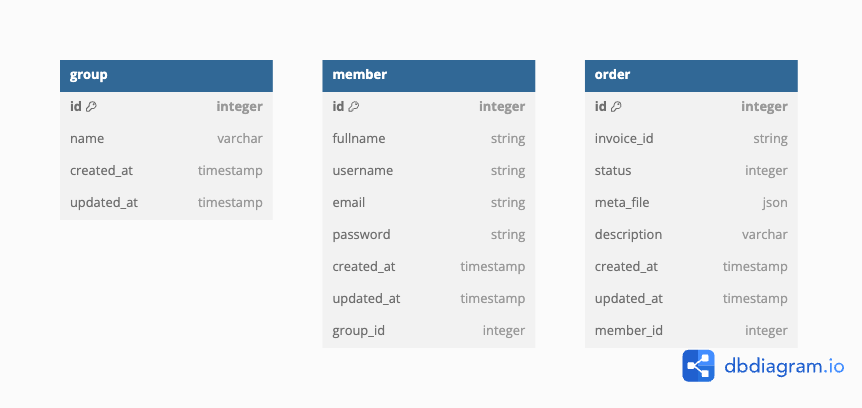 group
id integer
name varchar
created_at timestamp
updated_at timestamp
member
id integer
fullname string
username string
email string
password string
created_at timestamp
updated_at timestamp
group_id integer
order
id integer
invoice_id string
status integer
meta_file json
description varchar
created_at timestamp
updated_at timestamp
member_id integer
dbdiagram.io